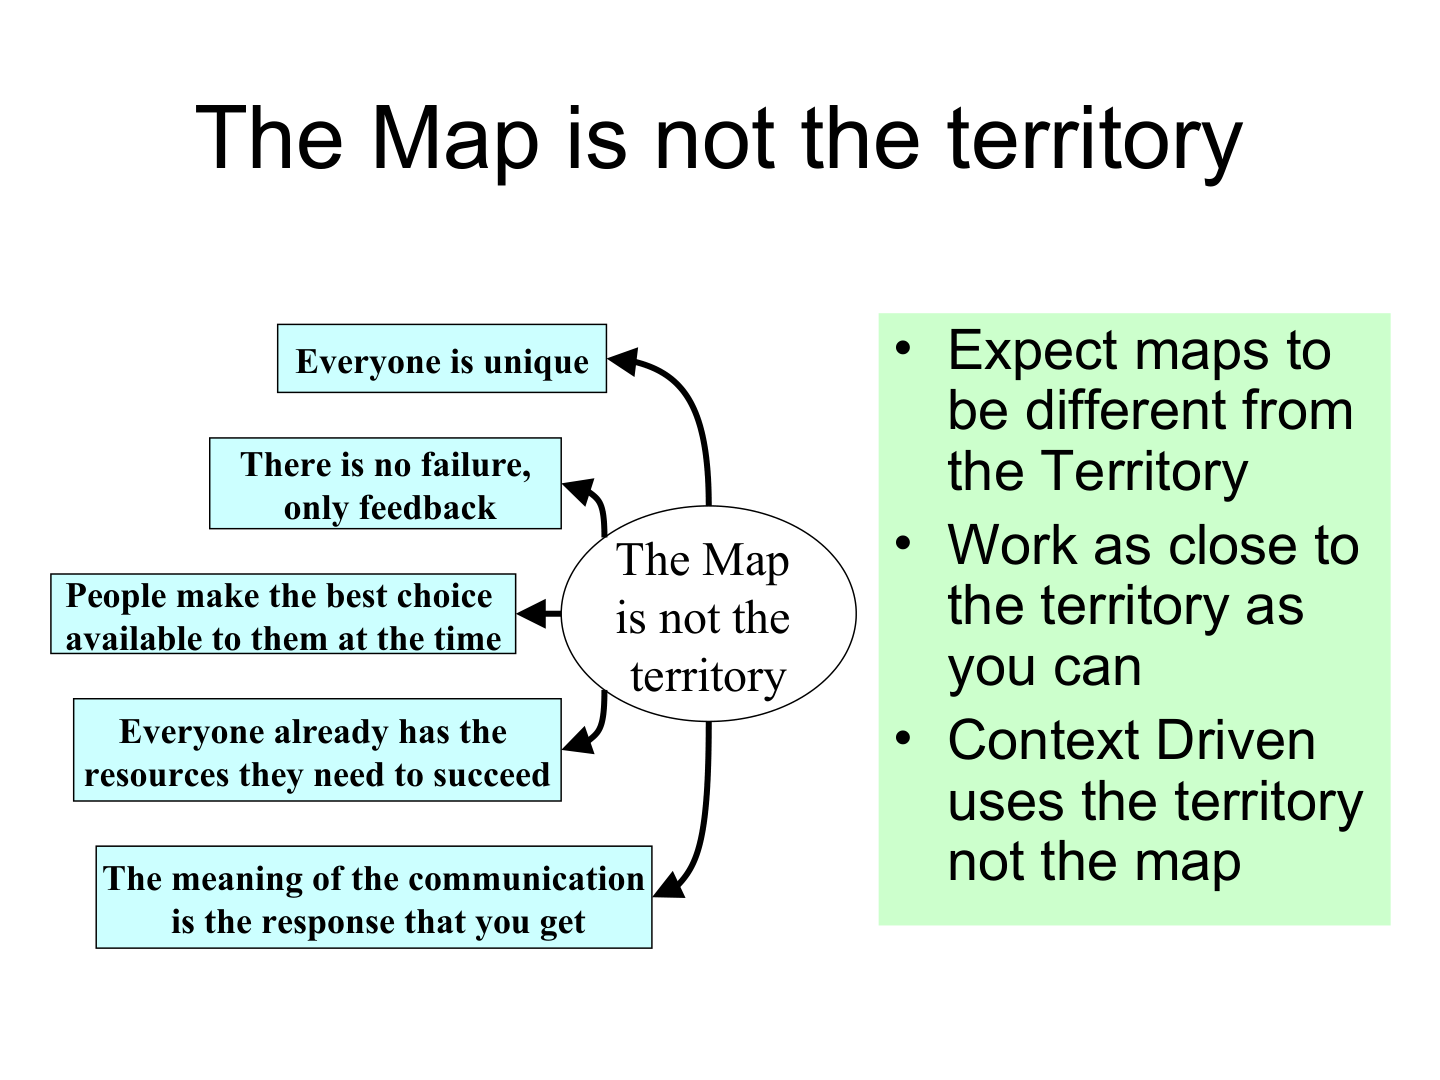 The Map is not the territory
Everyone is unique
There is no failure,
only feedback
People make the best choice
available to them at the time
Everyone already has the
resources they need to succeed
The meaning of the communication
is the response that you get
The Map
is not the
territory
• Expect maps to
be different from
the Territory
• Work as close to
the territory as
you can
• Context Driven
uses the territory
not the map